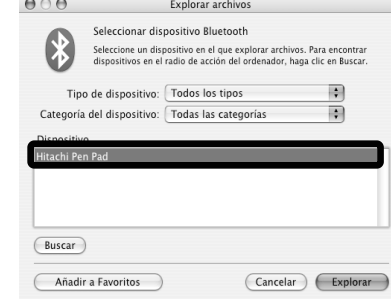 Explorar archivos
Seleccionar dispositivo Bluetooth
Seleccione un dispositivo en el que explorar archivos. Para encontrar
dispositivos en el radio de acción del ordenador, haga clic en Buscar.
Tipo de dispositivo: Todos los tipos
Categoría del dispositivo: Todas las categorías
Dispositivo
Hitachi Pen Pad
Buscar
Añadir a Favoritos Cancelar Explorar